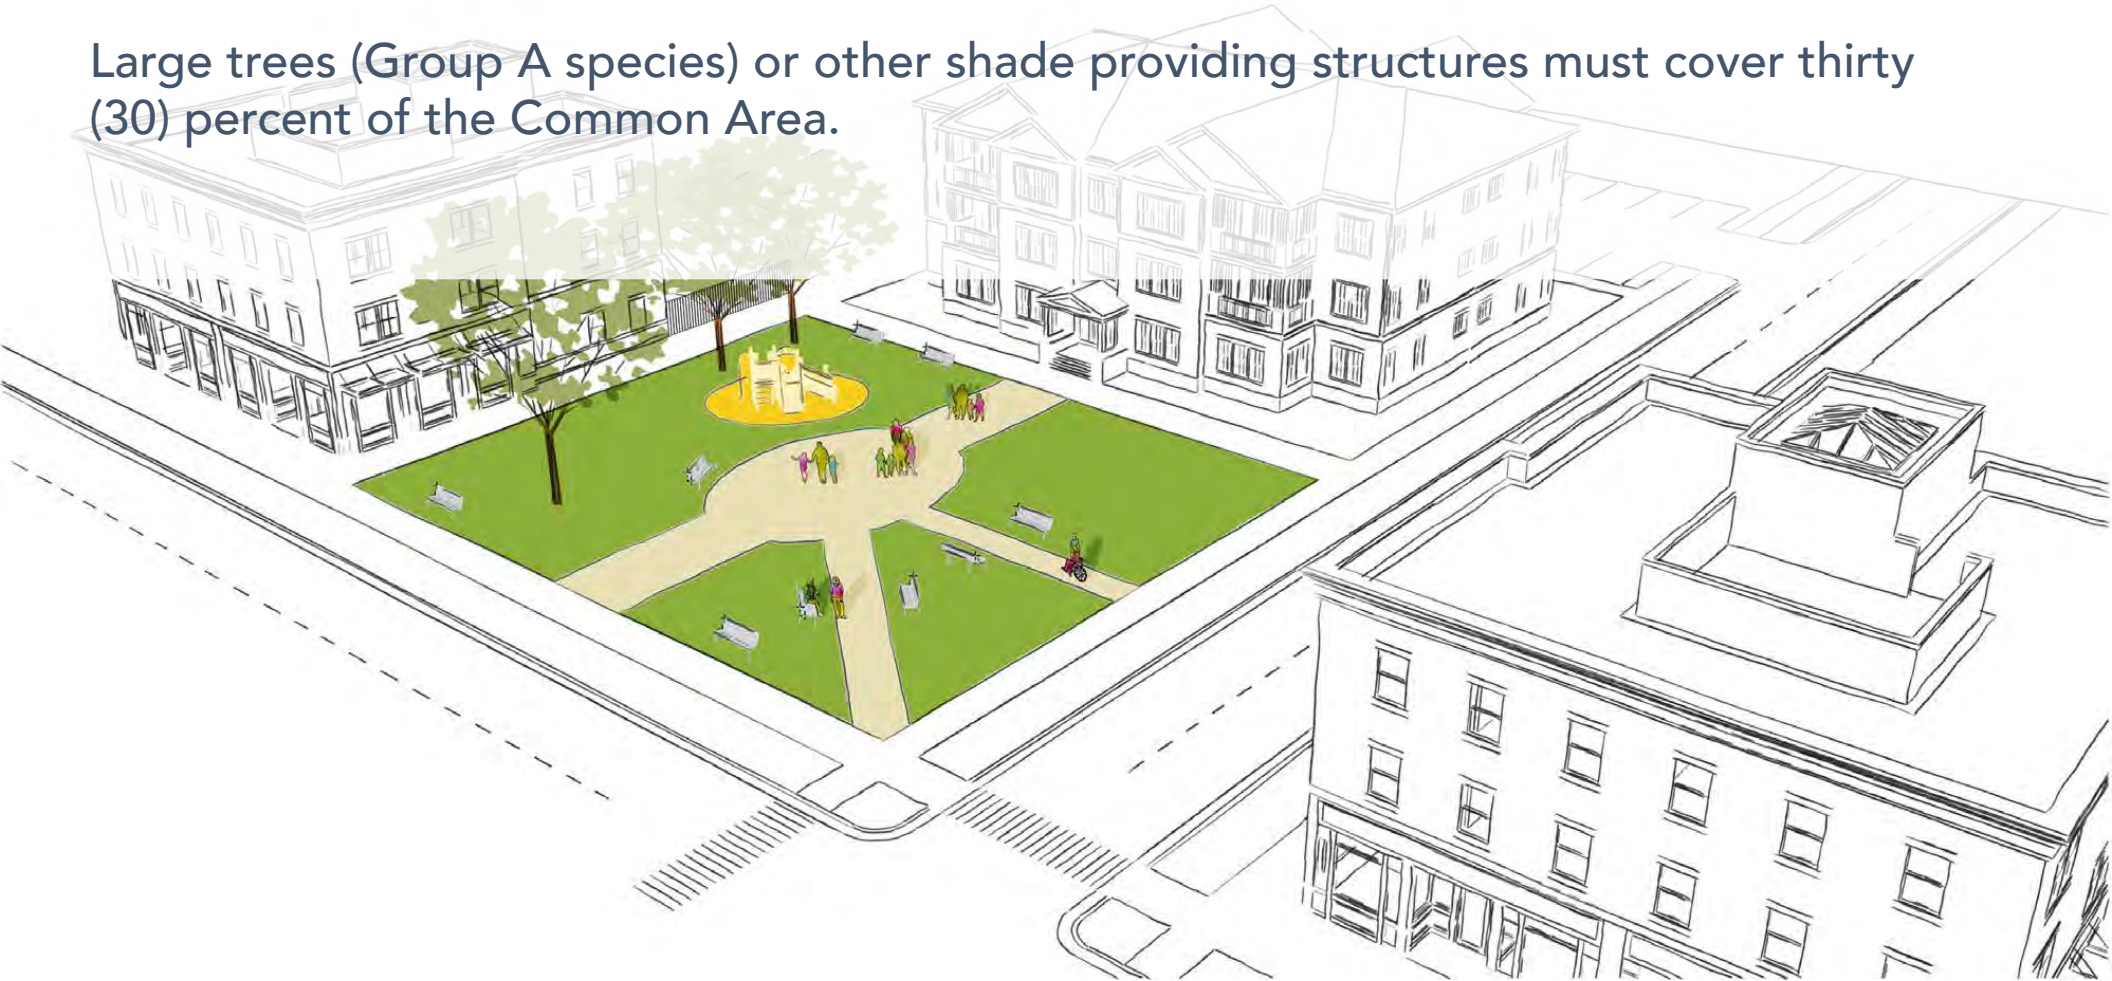 Large trees (Group A species) or other shade providing structures must cover thirty
(30) percent of the Common Area.